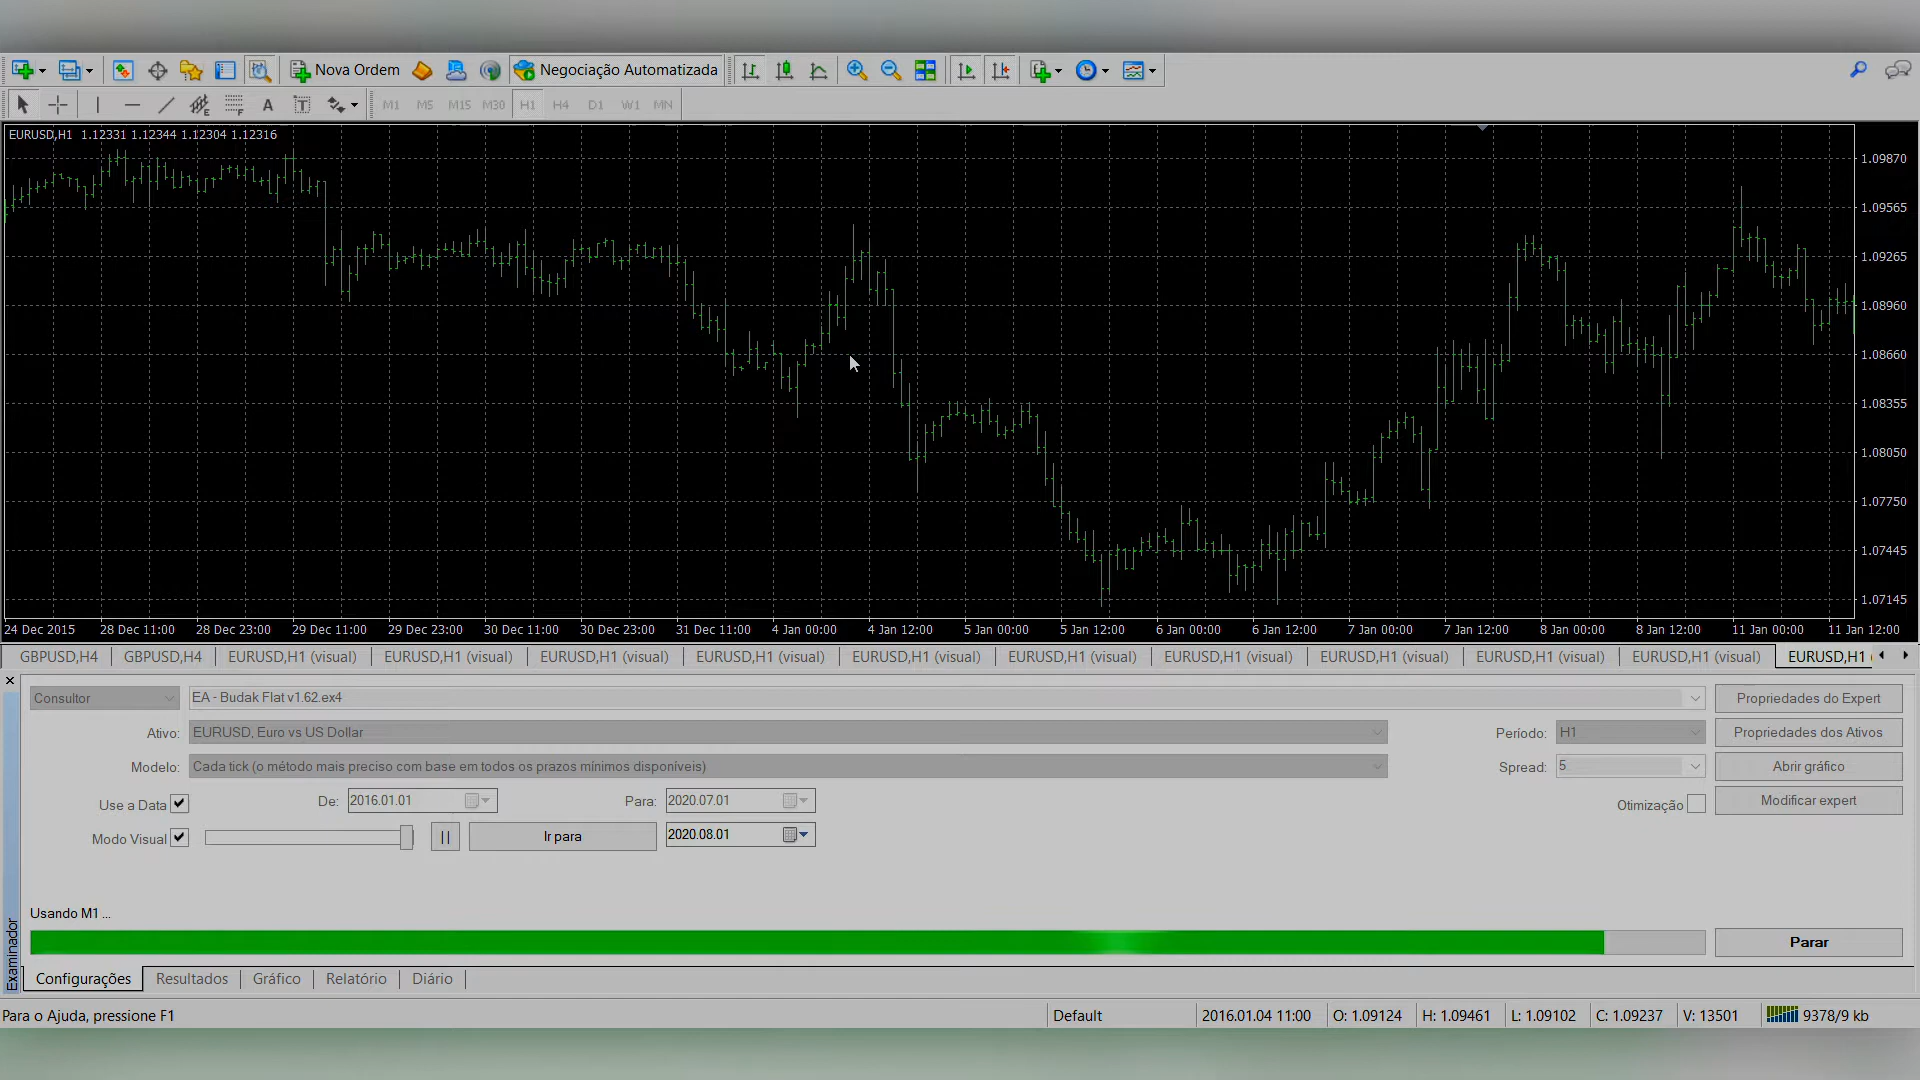 Nova Ordem Negociação Automatizada
A T E F M1 M5 M15 M30 H1 H4 D1 W1 MN
EURUSD,H1 1.12331 1.12344 1.12304 1.12316
1.09870
1.09565
1.09265
1.08960
1.08660
1.08355
1.08050
1.07750
1.07445
1.07145
24 Dec 2015 28 Dec 11:00 28 Dec 23:00 29 Dec 11:00 29 Dec 23:00 30 Dec 11:00 30 Dec 23:00 31 Dec 11:00 4 Jan 00:00 4 Jan 12:00 5 Jan 00:00 5 Jan 12:00 6 Jan 00:00 6 Jan 12:00 7 Jan 00:00 7 Jan 12:00 8 Jan 00:00 8 Jan 12:00 11 Jan 00:00 11 Jan 12:00
GBPUSD,H4 GBPUSD,H4 EURUSD,H1 (visual) EURUSD,H1 (visual) EURUSD,H1 (visual) EURUSD,H1 (visual) EURUSD,H1 (visual) EURUSD,H1 (visual) EURUSD,H1 (visual) EURUSD,H1 (visual) EURUSD,H1 (visual) EURUSD,H1 (visual) EURUSD,H1 (
Consultor EA - Budak Flat v1.62.ex4 Propriedades do Expert
Ativo: EURUSD, Euro vs US Dollar Período: H1 Propriedades dos Ativos
Modelo: Cada tick (o método mais preciso com base em todos os prazos mínimos disponíveis) Spread: 5 Abrir gráfico
Use a Data De: 2016.01.01 Para: 2020.07.01 Otimização Modificar expert
Modo Visual Ir para 2020.08.01
Usando M1 ...
Parar
Examinador
Configurações Resultados Gráfico Relatório Diário
Para o Ajuda, pressione F1 Default 2016.01.04 11:00 O: 1.09124 H: 1.09461 L: 1.09102 C: 1.09237 V: 13501 9378/9 kb